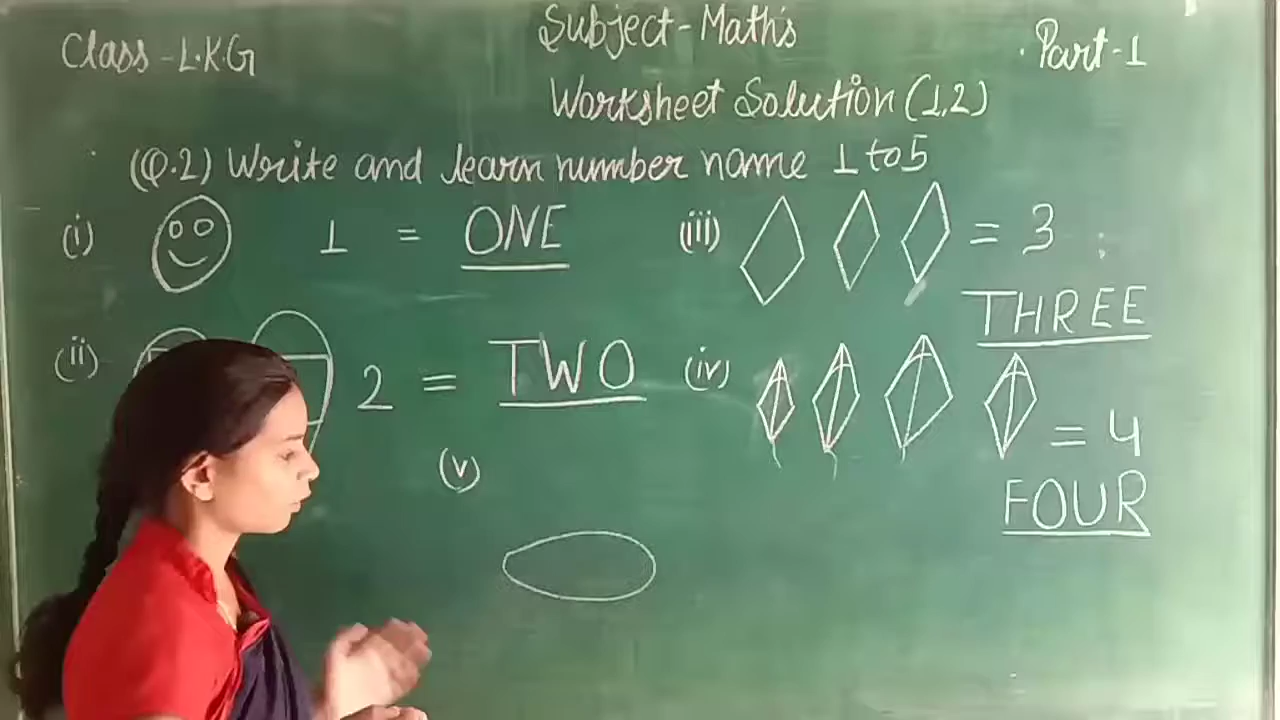 Class - L.K.G
Subject - Math's
Part - 1
Worksheet Solution (1,2)
(Q.2) Write and learn number name 1 to 5
(i) 1 = ONE
(ii) 2 = TWO
(iii) = 3
THREE
(iv) = 4
FOUR
(v)